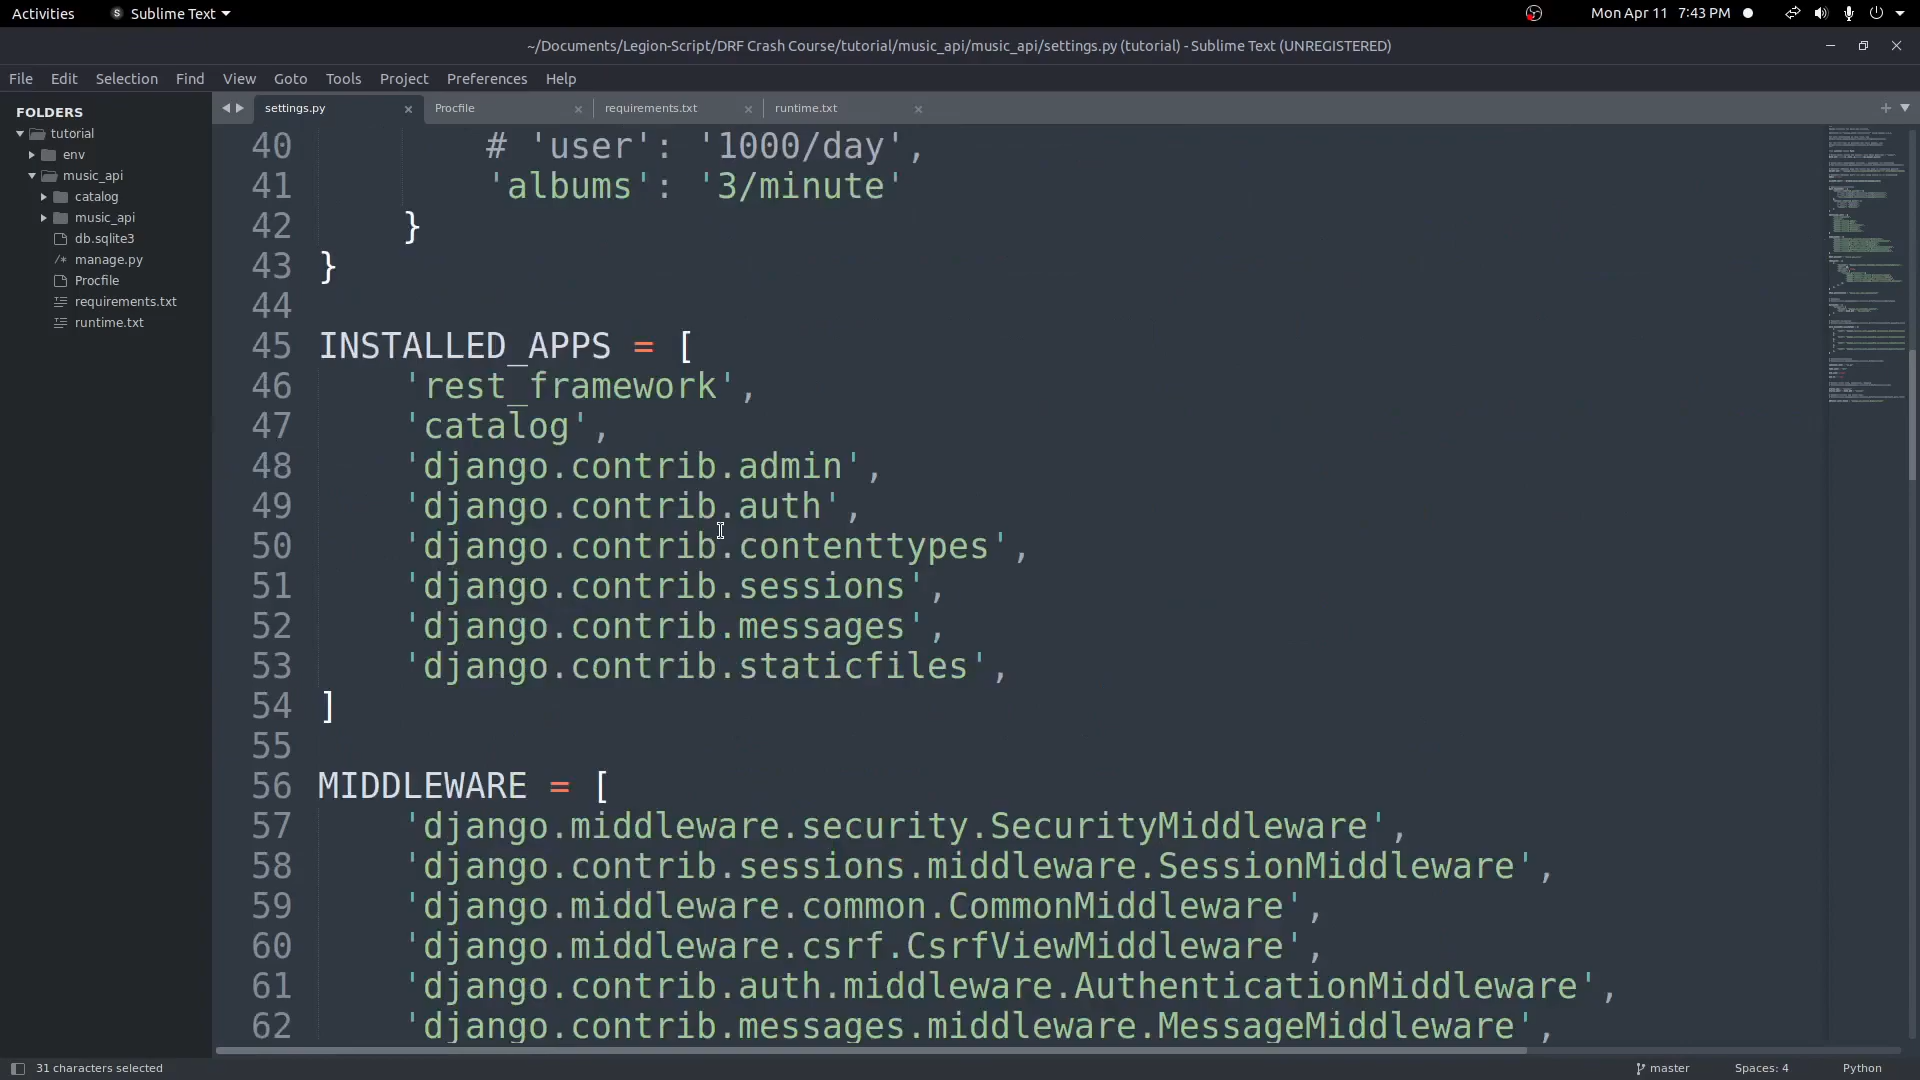 Activities
Sublime Text
Mon Apr 11 7:43 PM
~/Documents/Legion-Script/DRF Crash Course/tutorial/music_api/music_api/settings.py (tutorial) - Sublime Text (UNREGISTERED)
File Edit Selection Find View Goto Tools Project Preferences Help
FOLDERS
tutorial
env
music_api
catalog
music_api
db.sqlite3
/* manage.py
Procfile
requirements.txt
runtime.txt
settings.py
Procfile
requirements.txt
runtime.txt
40 # 'user': '1000/day',
41 'albums': '3/minute'
42 }
43 }
44
45 INSTALLED_APPS = [
46 'rest_framework',
47 'catalog',
48 'django.contrib.admin',
49 'django.contrib.auth',
50 'django.contrib.contenttypes',
51 'django.contrib.sessions',
52 'django.contrib.messages',
53 'django.contrib.staticfiles',
54 ]
55
56 MIDDLEWARE = [
57 'django.middleware.security.SecurityMiddleware',
58 'django.contrib.sessions.middleware.SessionMiddleware',
59 'django.middleware.common.CommonMiddleware',
60 'django.middleware.csrf.CsrfViewMiddleware',
61 'django.contrib.auth.middleware.AuthenticationMiddleware',
62 'django.contrib.messages.middleware.MessageMiddleware',
31 characters selected
master
Spaces: 4
Python